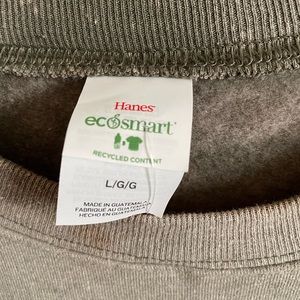 Hanes
ecosmart
RECYCLED CONTENT
L/G/G
MADE IN GUATEMALA
FABRIQUÉ AU GUATEMALA
HECHO EN GUATEMALA